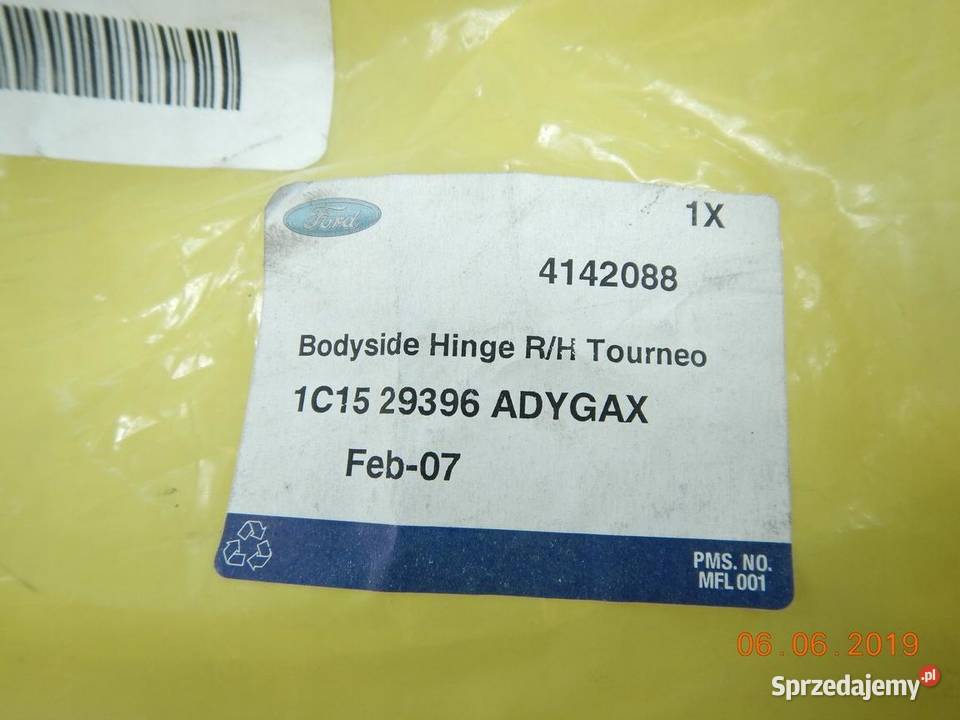 Ford
1X
4142088
Bodyside Hinge R/H Tourneo
1C15 29396 ADYGAX
Feb-07
PMS. NO.
MFL 001
06.06.2019
Sprzedajemy.pl